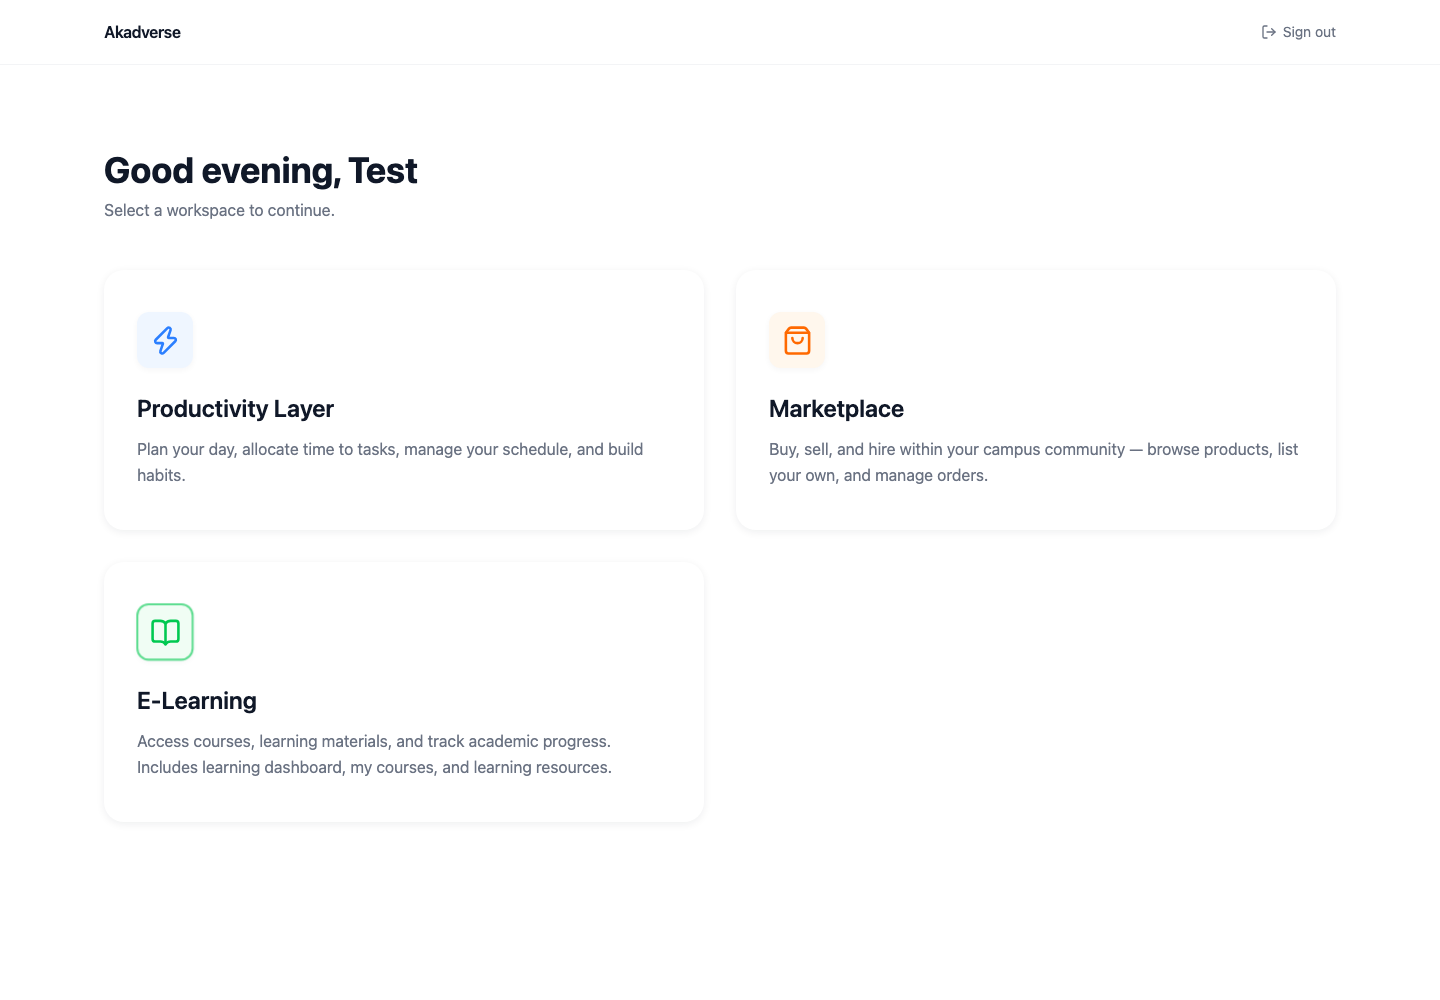 Akadverse
Sign out
Good evening, Test
Select a workspace to continue.
Productivity Layer
Plan your day, allocate time to tasks, manage your schedule, and build
habits.
Marketplace
Buy, sell, and hire within your campus community — browse products, list
your own, and manage orders.
E-Learning
Access courses, learning materials, and track academic progress.
Includes learning dashboard, my courses, and learning resources.